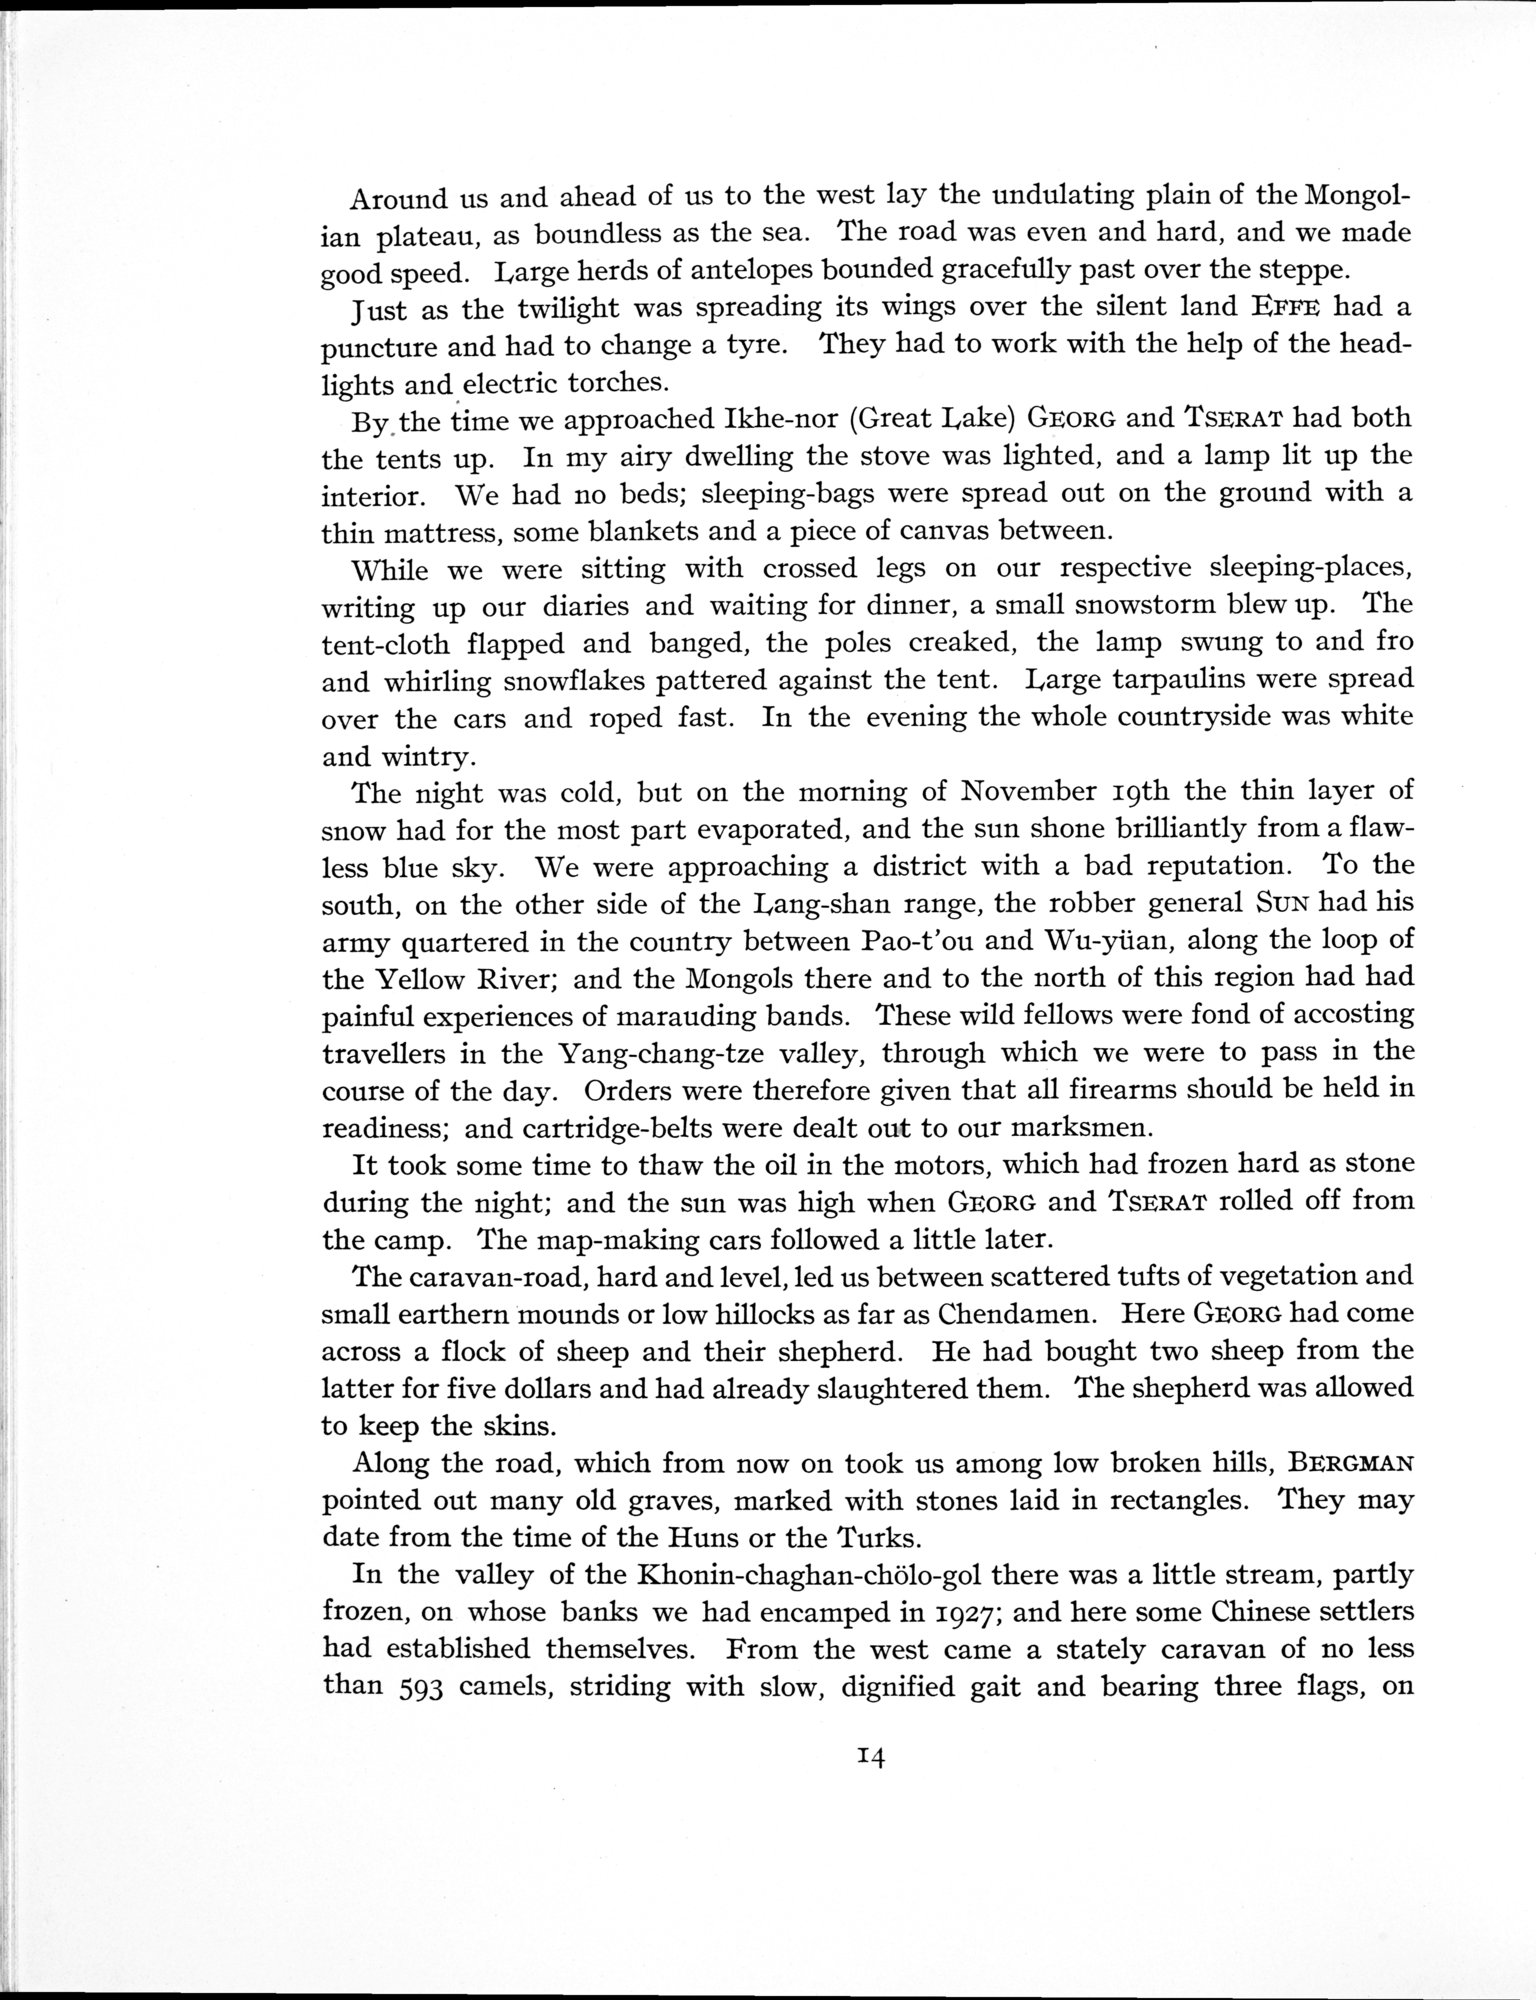 Around us and ahead of us to the west lay the undulating plain of the Mongol-
ian plateau, as boundless as the sea. The road was even and hard, and we made
good speed. Large herds of antelopes bounded gracefully past over the steppe.
Just as the twilight was spreading its wings over the silent land EFFE had a
puncture and had to change a tyre. They had to work with the help of the head-
lights and electric torches.
By the time we approached Ikhe-nor (Great Lake) GEORG and TSERAT had both
the tents up. In my airy dwelling the stove was lighted, and a lamp lit up the
interior. We had no beds; sleeping-bags were spread out on the ground with a
thin mattress, some blankets and a piece of canvas between.
While we were sitting with crossed legs on our respective sleeping-places,
writing up our diaries and waiting for dinner, a small snowstorm blew up. The
tent-cloth flapped and banged, the poles creaked, the lamp swung to and fro
and whirling snowflakes pattered against the tent. Large tarpaulins were spread
over the cars and roped fast. In the evening the whole countryside was white
and wintry.
The night was cold, but on the morning of November 19th the thin layer of
snow had for the most part evaporated, and the sun shone brilliantly from a flaw-
less blue sky. We were approaching a district with a bad reputation. To the
south, on the other side of the Lang-shan range, the robber general SUN had his
army quartered in the country between Pao-t'ou and Wu-yüan, along the loop of
the Yellow River; and the Mongols there and to the north of this region had had
painful experiences of marauding bands. These wild fellows were fond of accosting
travellers in the Yang-chang-tze valley, through which we were to pass in the
course of the day. Orders were therefore given that all firearms should be held in
readiness; and cartridge-belts were dealt out to our marksmen.
It took some time to thaw the oil in the motors, which had frozen hard as stone
during the night; and the sun was high when GEORG and TSERAT rolled off from
the camp. The map-making cars followed a little later.
The caravan-road, hard and level, led us between scattered tufts of vegetation and
small earthern mounds or low hillocks as far as Chendamen. Here GEORG had come
across a flock of sheep and their shepherd. He had bought two sheep from the
latter for five dollars and had already slaughtered them. The shepherd was allowed
to keep the skins.
Along the road, which from now on took us among low broken hills, BERGMAN
pointed out many old graves, marked with stones laid in rectangles. They may
date from the time of the Huns or the Turks.
In the valley of the Khonin-chaghan-chölo-gol there was a little stream, partly
frozen, on whose banks we had encamped in 1927; and here some Chinese settlers
had established themselves. From the west came a stately caravan of no less
than 593 camels, striding with slow, dignified gait and bearing three flags, on
14